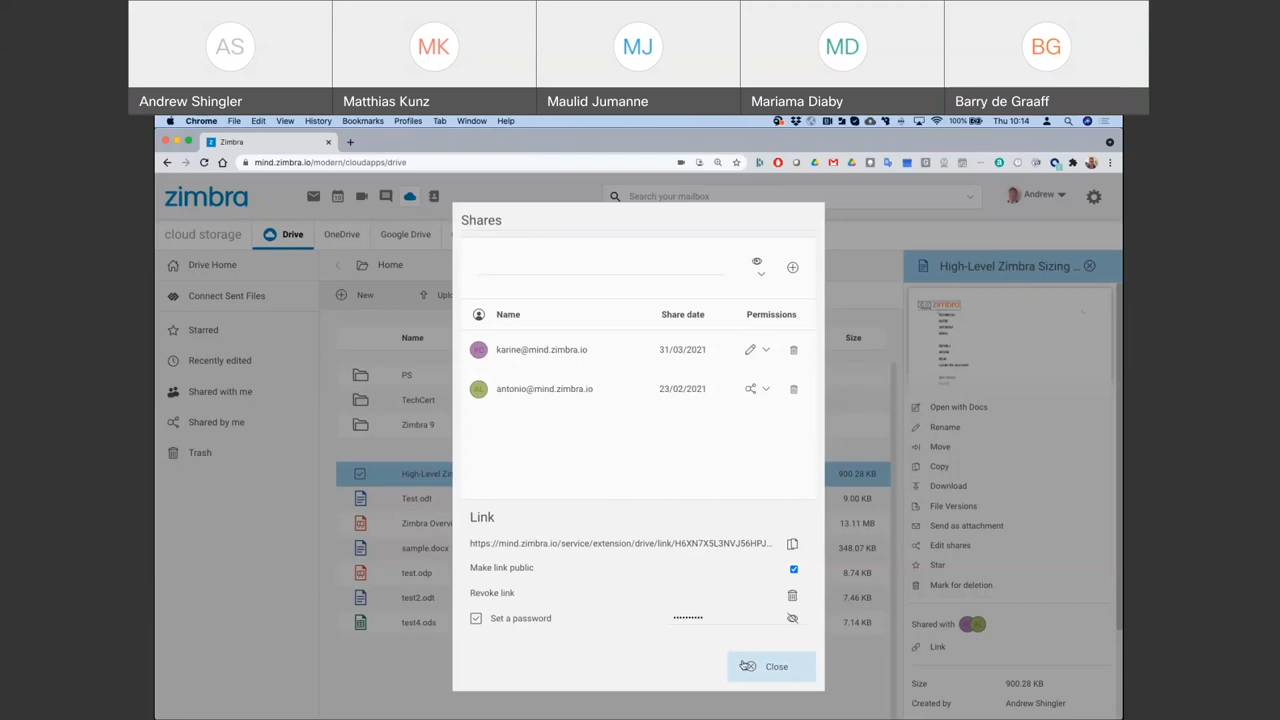 AS
MK
MJ
MD
BG
Andrew Shingler
Matthias Kunz
Maulid Jumanne
Mariama Diaby
Barry de Graaff
Chrome File Edit View History Bookmarks Profiles Tab Window Help
100%
Thu 10:14
Zimbra
mind.zimbra.io/modern/cloudapps/drive
zimbra
Search your mailbox
Andrew
cloud storage
Drive
OneDrive
Google Drive
Drive Home
Connect Sent Files
Starred
Recently edited
Shared with me
Shared by me
Trash
Home
New
Uplo
Name
Size
PS
TechCert
Zimbra 9
High-Level Zi
900.28 KB
Test.odt
9.00 KB
Zimbra Overv
13.11 MB
sample.docx
348.07 KB
test.odp
8.74 KB
test2.odt
7.46 KB
test4.ods
7.14 KB
Shares
Name
Share date
Permissions
karine@mind.zimbra.io
31/03/2021
antonio@mind.zimbra.io
23/02/2021
Link
https://mind.zimbra.io/service/extension/drive/link/H6XN7X5L3NVJ56HPJ...
Make link public
Revoke link
Set a password
••••••••••
Close
High-Level Zimbra Sizing ...
zimbra
Open with Docs
Rename
Move
Copy
Download
File Versions
Send as attachment
Edit shares
Star
Mark for deletion
Shared with
Link
Size
900.28 KB
Created by
Andrew Shingler